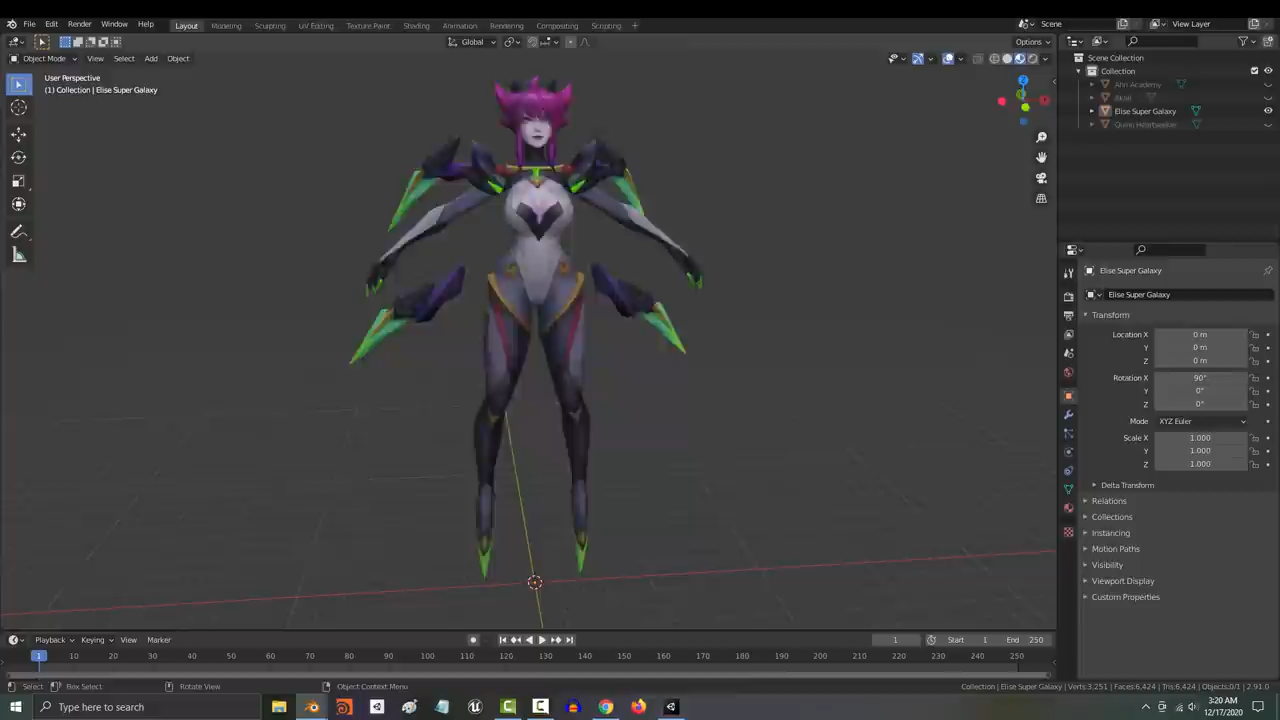 File Edit Render Window Help Layout Modeling Sculpting UV Editing Texture Paint Shading Animation Rendering Compositing Scripting + Scene View Layer
Global Options
Object Mode View Select Add Object
User Perspective
(1) Collection | Elise Super Galaxy
Scene Collection
Collection
Ahri Academy
Akali
Elise Super Galaxy
Quinn Heartseeker
Elise Super Galaxy
Elise Super Galaxy
Transform
Location X 0 m
Y 0 m
Z 0 m
Rotation X 90°
Y 0°
Z 0°
Mode XYZ Euler
Scale X 1.000
Y 1.000
Z 1.000
Delta Transform
Relations
Collections
Instancing
Motion Paths
Visibility
Viewport Display
Custom Properties
Playback Keying View Marker 1 Start 1 End 250
1 10 20 30 40 50 60 70 80 90 100 110 120 130 140 150 160 170 180 190 200 210 220 230 240 250
Select Box Select Rotate View Object Context Menu Collection | Elise Super Galaxy | Verts:3,251 | Faces:6,424 | Tris:6,424 | Objects:0/1 | 2.91.0
Type here to search
3:20 AM
12/17/2020